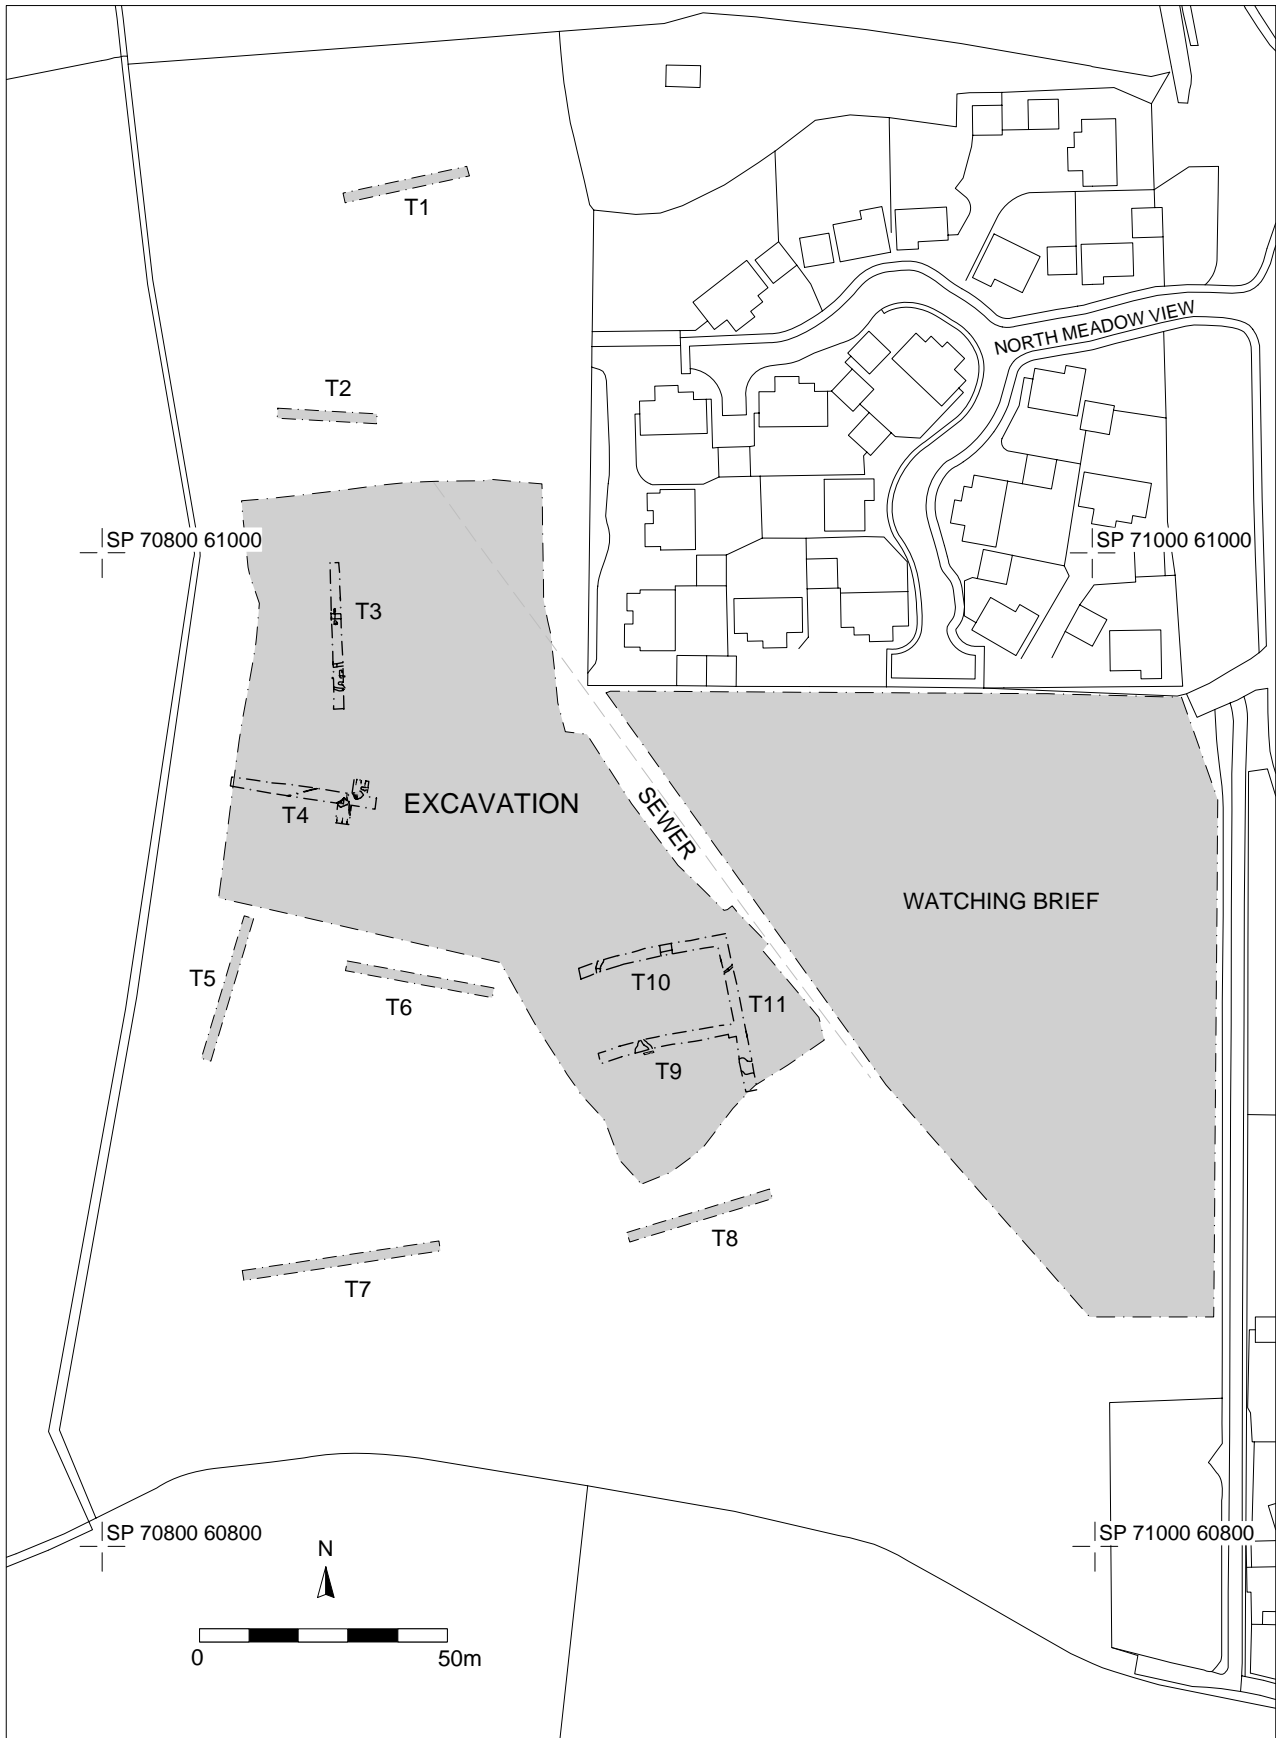 T1
NORTH MEADOW VIEW
T2
SP 70800 61000
SP 71000 61000
T3
SEWER
T4
EXCAVATION
WATCHING BRIEF
T5
T6
T10
T11
T9
T8
T7
SP 70800 60800
SP 71000 60800
N
0
50m